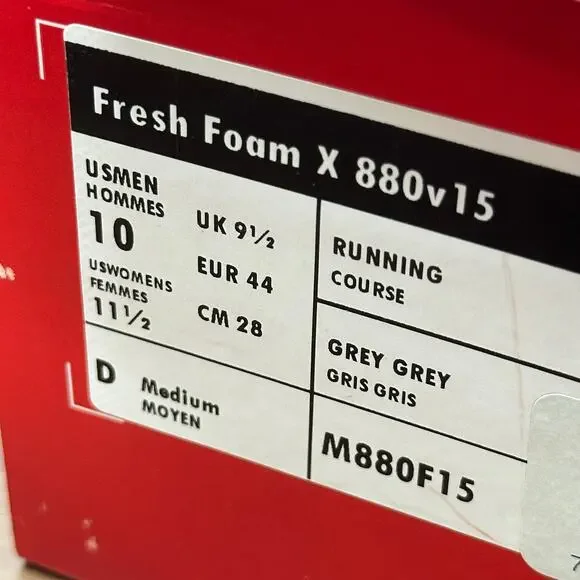 Fresh Foam X 880v15
USMEN
HOMMES
10
USWOMENS
FEMMES
11½
UK 9½
EUR 44
CM 28
D Medium
MOYEN
RUNNING
COURSE
GREY GREY
GRIS GRIS
M880F15